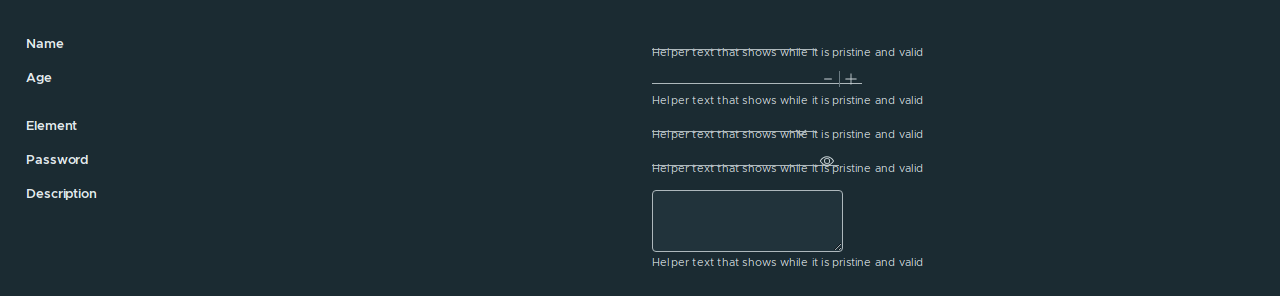 Name
Helper text that shows while it is pristine and valid
Age
Helper text that shows while it is pristine and valid
Element
Helper text that shows while it is pristine and valid
Password
Helper text that shows while it is pristine and valid
Description
Helper text that shows while it is pristine and valid